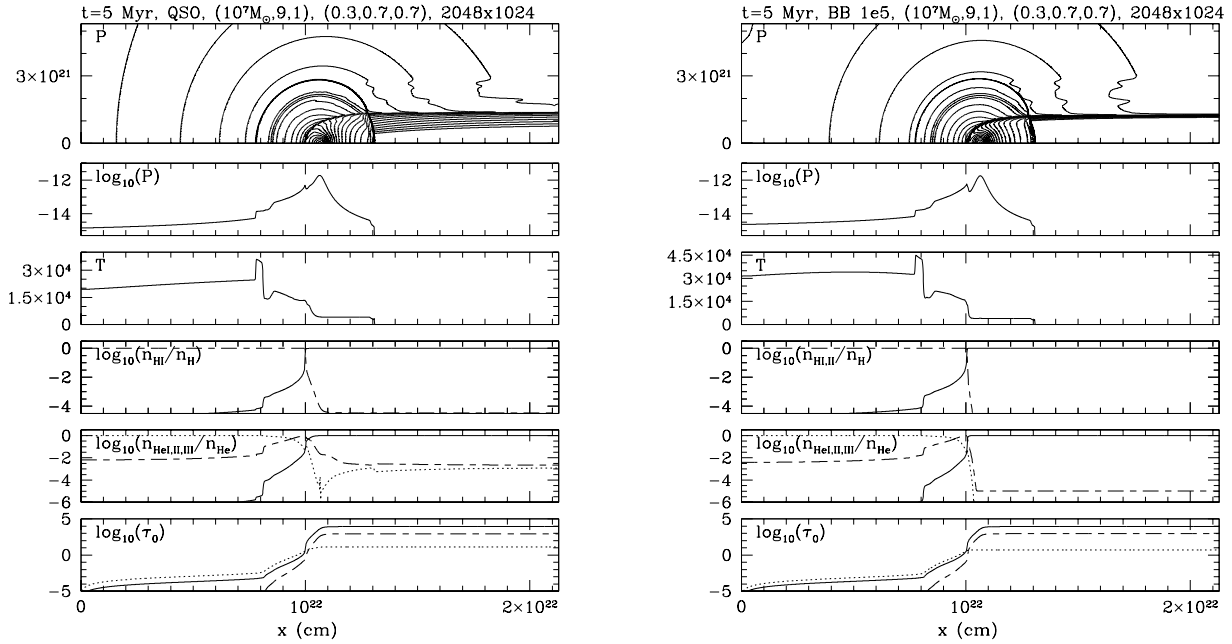 t=5 Myr, QSO, (10⁷M☉,9,1), (0.3,0.7,0.7), 2048x1024
P
3×10²¹
0
log₁₀(P)
−12
−14
T
3×10⁴
1.5×10⁴
0
log₁₀(n_HI/n_H)
0
−2
−4
log₁₀(n_HeI,II,III/n_He)
0
−2
−4
−6
log₁₀(τ₀)
5
0
−5
0
10²²
2×10²²
x (cm)
t=5 Myr, BB 1e5, (10⁷M☉,9,1), (0.3,0.7,0.7), 2048x1024
P
3×10²¹
0
log₁₀(P)
−12
−14
T
4.5×10⁴
3×10⁴
1.5×10⁴
0
log₁₀(n_HI,II/n_H)
0
−2
−4
log₁₀(n_HeI,II,III/n_He)
0
−2
−4
−6
log₁₀(τ₀)
5
0
−5
0
10²²
2×10²²
x (cm)